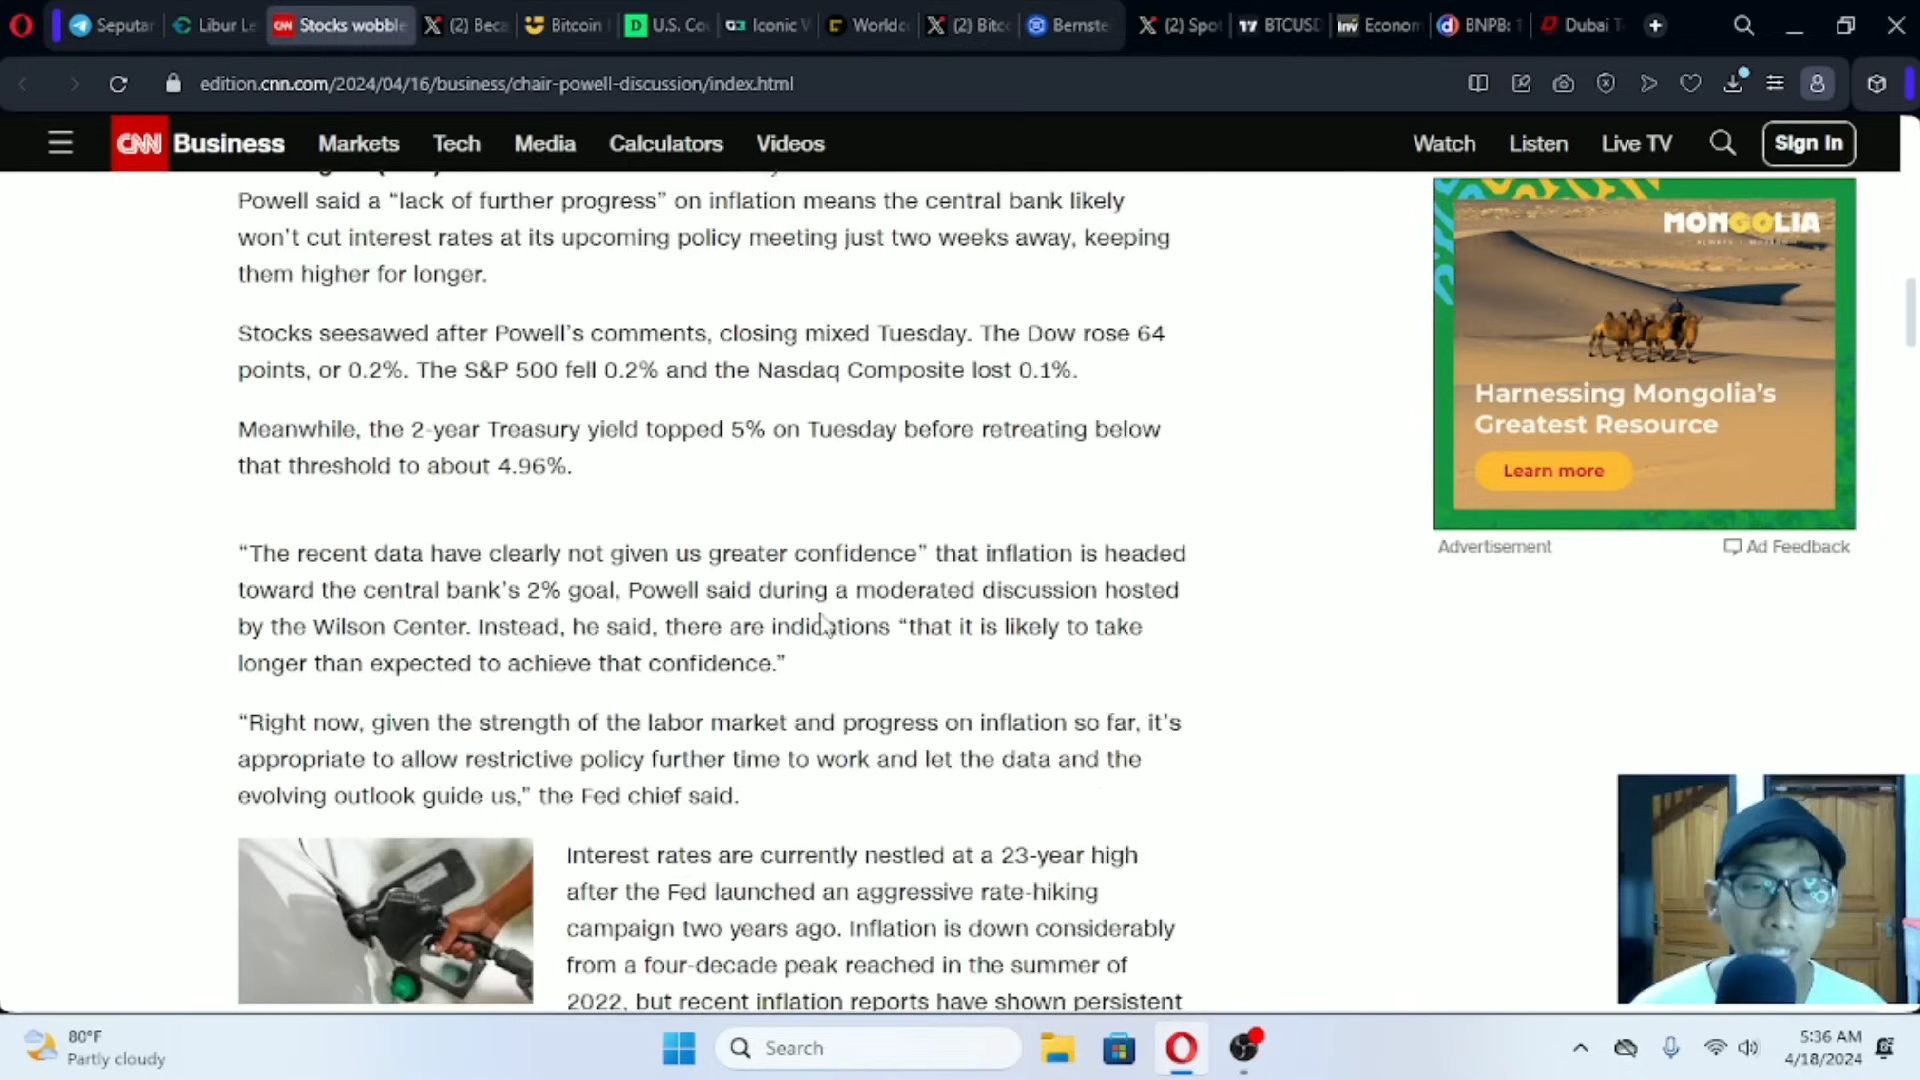 Seputar
Libur Le
CNN Stocks wobble
(2) Beca
Bitcoin
U.S. Co
Iconic V
Worldc
(2) Bitc
Bernste
(2) Spot
BTCUSD
Inv Econom
BNPB: 1
Dubai T
edition.cnn.com/2024/04/16/business/chair-powell-discussion/index.html
CNN Business Markets Tech Media Calculators Videos Watch Listen Live TV Sign In
Powell said a “lack of further progress” on inflation means the central bank likely
won’t cut interest rates at its upcoming policy meeting just two weeks away, keeping
them higher for longer.
Stocks seesawed after Powell’s comments, closing mixed Tuesday. The Dow rose 64
points, or 0.2%. The S&P 500 fell 0.2% and the Nasdaq Composite lost 0.1%.
Meanwhile, the 2-year Treasury yield topped 5% on Tuesday before retreating below
that threshold to about 4.96%.
“The recent data have clearly not given us greater confidence” that inflation is headed
toward the central bank’s 2% goal, Powell said during a moderated discussion hosted
by the Wilson Center. Instead, he said, there are indications “that it is likely to take
longer than expected to achieve that confidence.”
“Right now, given the strength of the labor market and progress on inflation so far, it’s
appropriate to allow restrictive policy further time to work and let the data and the
evolving outlook guide us,” the Fed chief said.
Interest rates are currently nestled at a 23-year high
after the Fed launched an aggressive rate-hiking
campaign two years ago. Inflation is down considerably
from a four-decade peak reached in the summer of
2022, but recent inflation reports have shown persistent
MONGOLIA
ALWAYS MOVING
Harnessing Mongolia’s
Greatest Resource
Learn more
Advertisement
Ad Feedback
80°F
Partly cloudy
Search
5:36 AM
4/18/2024